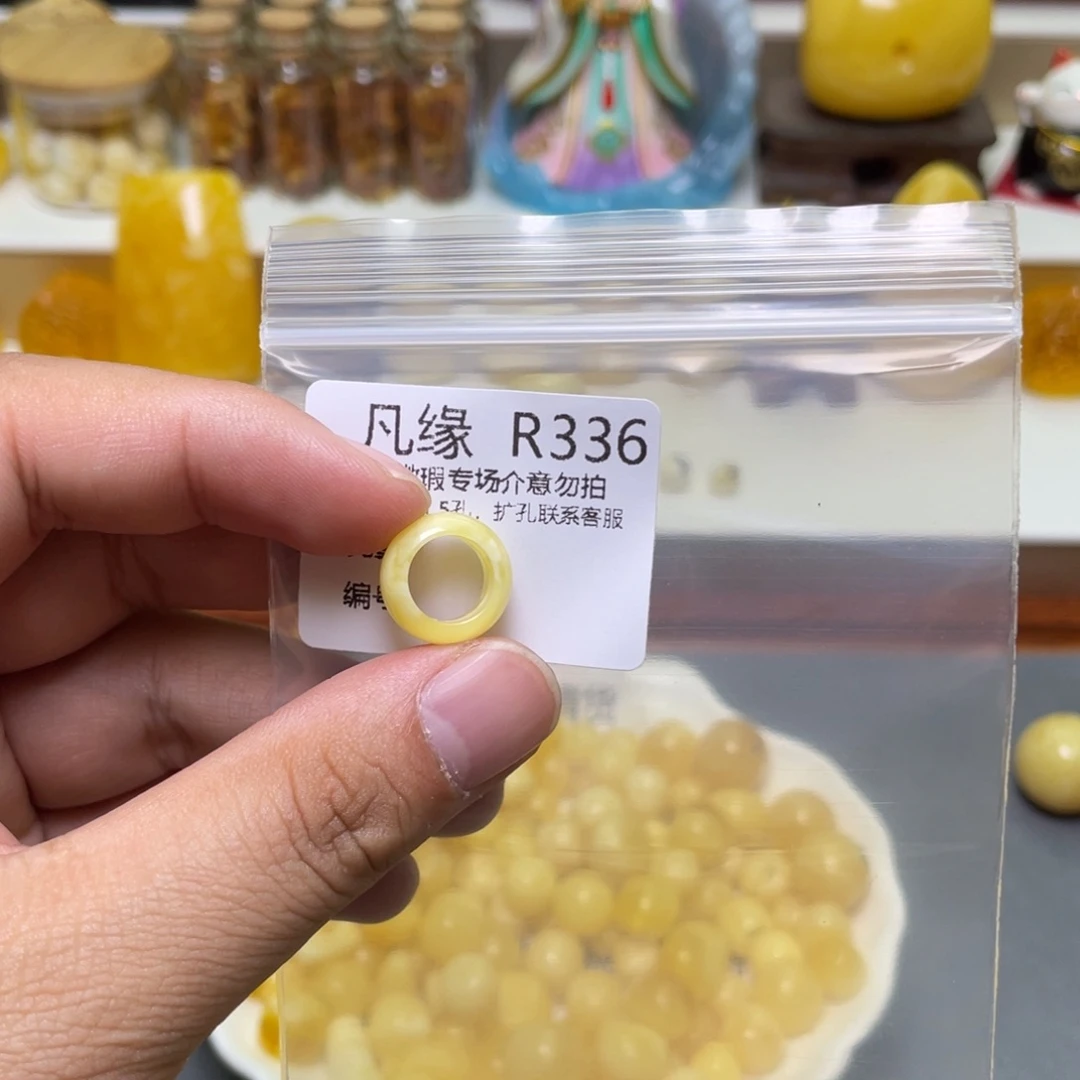 凡缘 R336
瑕专场介意勿拍
5孔，扩孔联系客服
编号